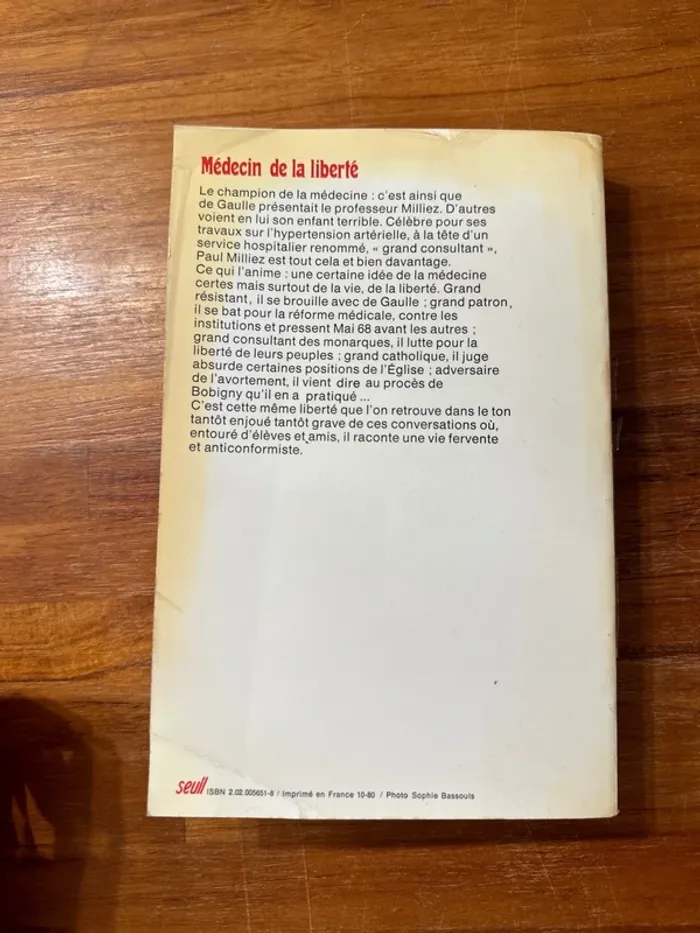 Médecin de la liberté
Le champion de la médecine : c'est ainsi que
de Gaulle présentait le professeur Milliez. D'autres
voient en lui son enfant terrible. Célèbre pour ses
travaux sur l'hypertension artérielle, à la tête d'un
service hospitalier renommé, « grand consultant »,
Paul Milliez est tout cela et bien davantage.
Ce qui l'anime : une certaine idée de la médecine
certes mais surtout de la vie, de la liberté. Grand
résistant, il se brouille avec de Gaulle ; grand patron,
il se bat pour la réforme médicale, contre les
institutions et pressent Mai 68 avant les autres ;
grand consultant des monarques, il lutte pour la
liberté de leurs peuples ; grand catholique, il juge
absurde certaines positions de l'Église ; adversaire
de l'avortement, il vient dire au procès de
Bobigny qu'il en a pratiqué ...
C'est cette même liberté que l'on retrouve dans le ton
tantôt enjoué tantôt grave de ces conversations où,
entouré d'élèves et amis, il raconte une vie fervente
et anticonformiste.
seuil ISBN 2.02.005651-8 / Imprimé en France 10-80 / Photo Sophie Bassouls